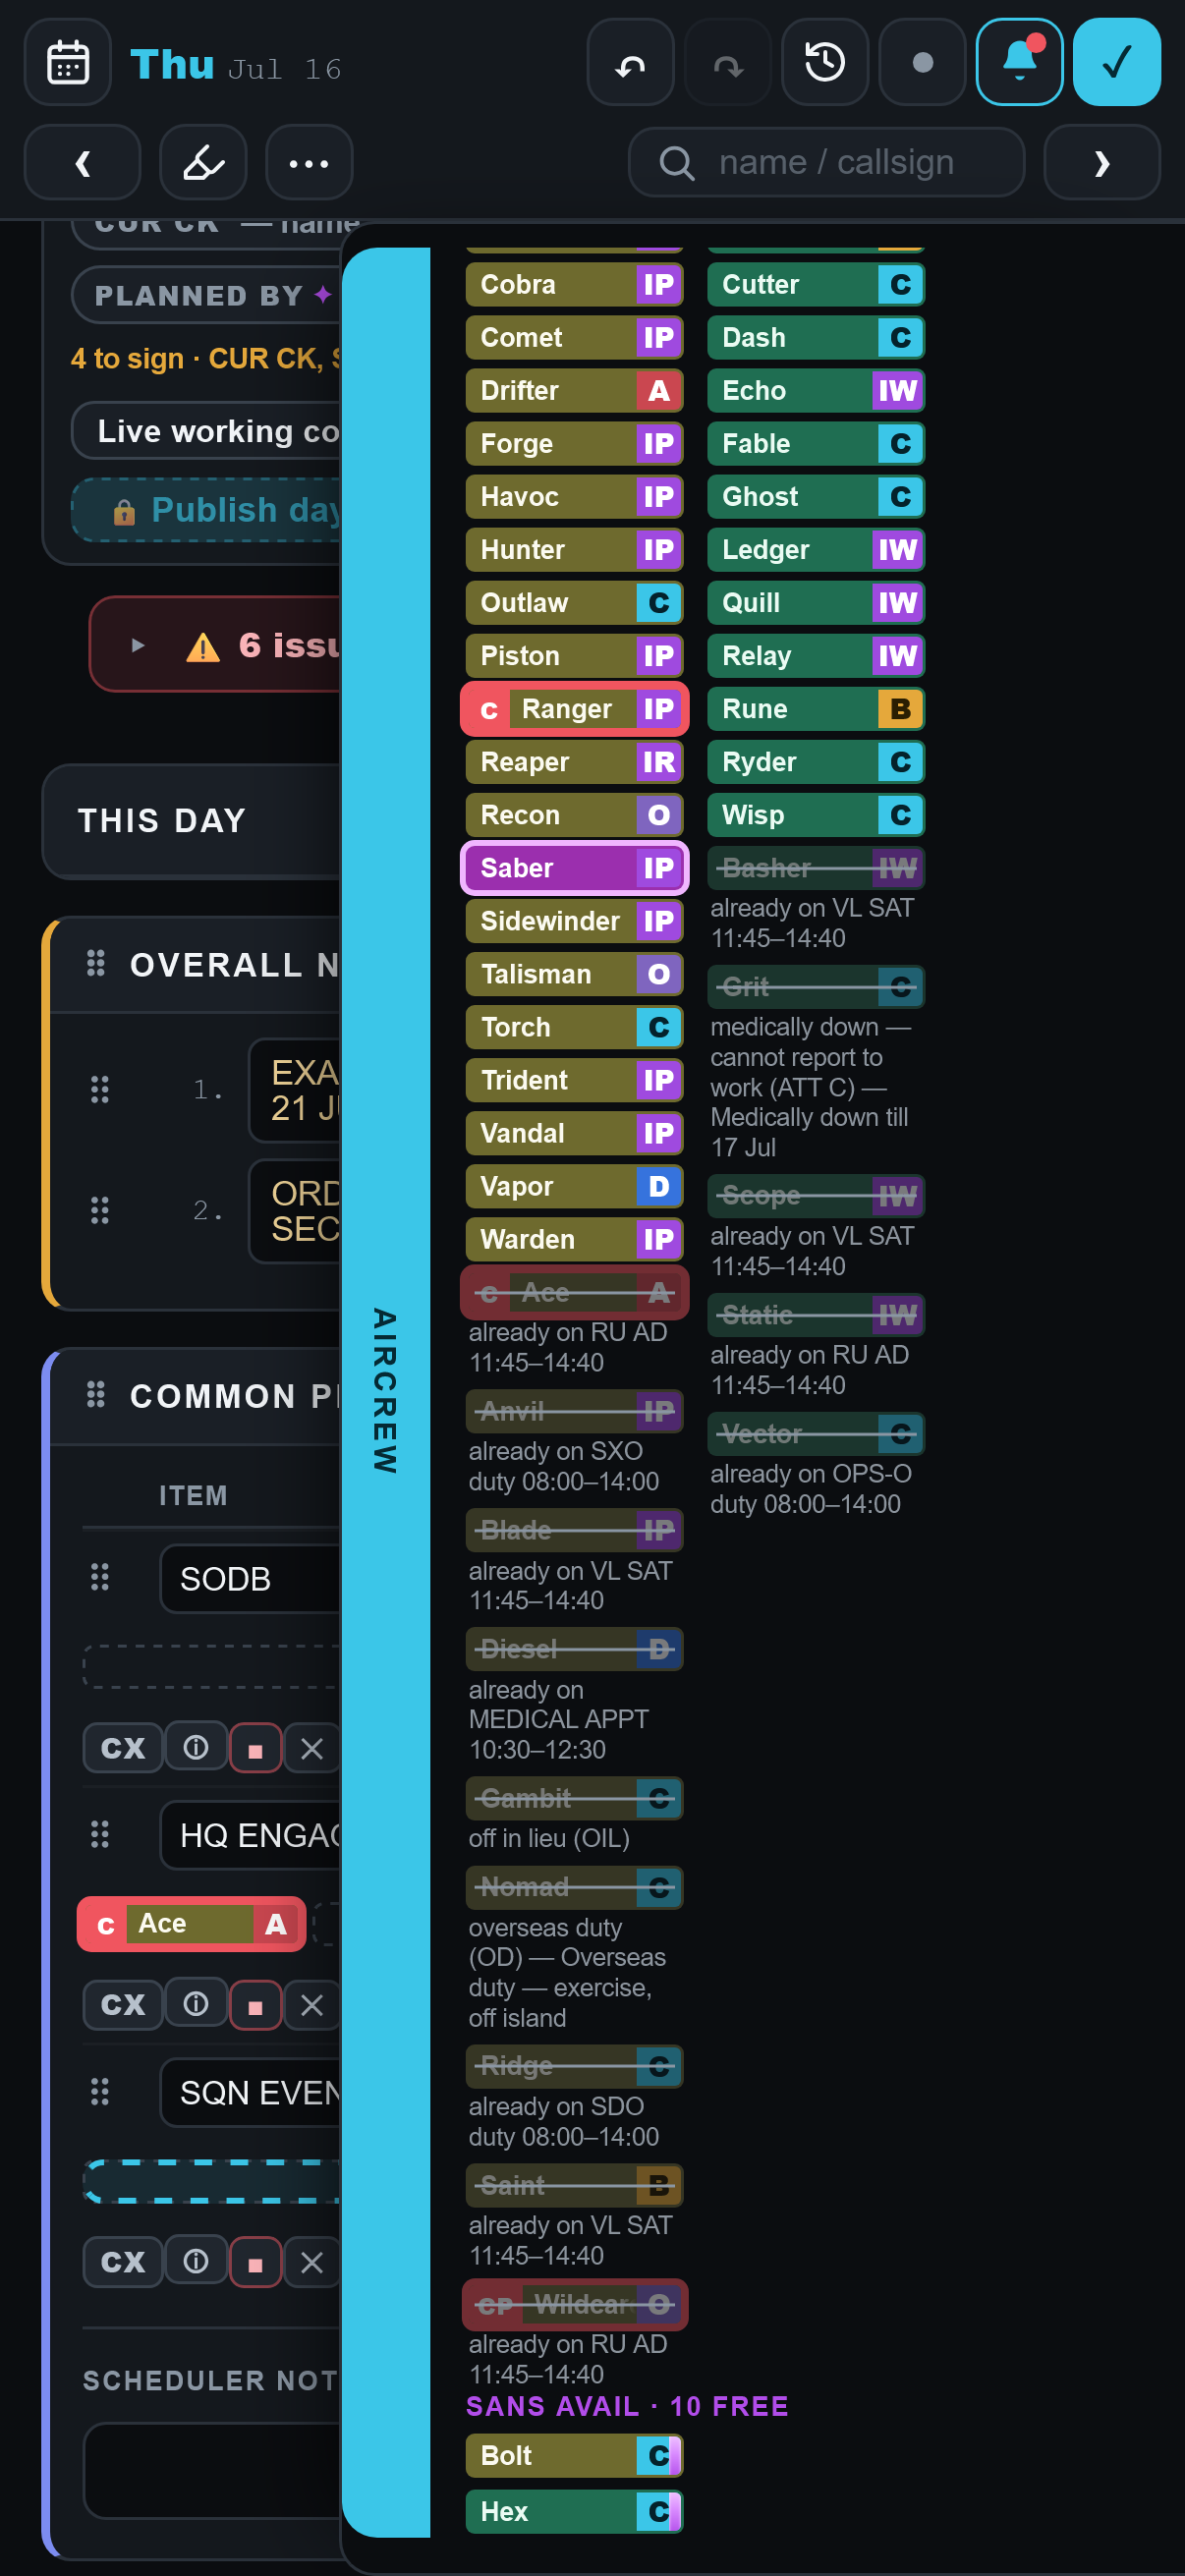 Thu Jul 16
name / callsign
CUR CK — name
PLANNED BY
4 to sign · CUR CK,
Live working co
Publish day
6 issu
THIS DAY
OVERALL N
1. EXA
21 JU
2. ORD
SEC
COMMON P
ITEM
SODB
CX
HQ ENGAG
c Ace A
CX
SQN EVEN
CX
SCHEDULER NOT
AIRCREW
Cobra IP
Comet IP
Drifter A
Forge IP
Havoc IP
Hunter IP
Outlaw C
Piston IP
c Ranger IP
Reaper IR
Recon O
Saber IP
Sidewinder IP
Talisman O
Torch C
Trident IP
Vandal IP
Vapor D
Warden IP
c Ace A
already on RU AD
11:45–14:40
Anvil IP
already on SXO
duty 08:00–14:00
Blade IP
already on VL SAT
11:45–14:40
Diesel D
already on
MEDICAL APPT
10:30–12:30
Gambit C
off in lieu (OIL)
Nomad C
overseas duty
(OD) — Overseas
duty — exercise,
off island
Ridge C
already on SDO
duty 08:00–14:00
Saint B
already on VL SAT
11:45–14:40
CP Wildcar O
already on RU AD
11:45–14:40
Cutter C
Dash C
Echo IW
Fable C
Ghost C
Ledger IW
Quill IW
Relay IW
Rune B
Ryder C
Wisp C
Basher IW
already on VL SAT
11:45–14:40
Grit C
medically down —
cannot report to
work (ATT C) —
Medically down till
17 Jul
Scope IW
already on VL SAT
11:45–14:40
Static IW
already on RU AD
11:45–14:40
Vector C
already on OPS-O
duty 08:00–14:00
SANS AVAIL · 10 FREE
Bolt C
Hex C